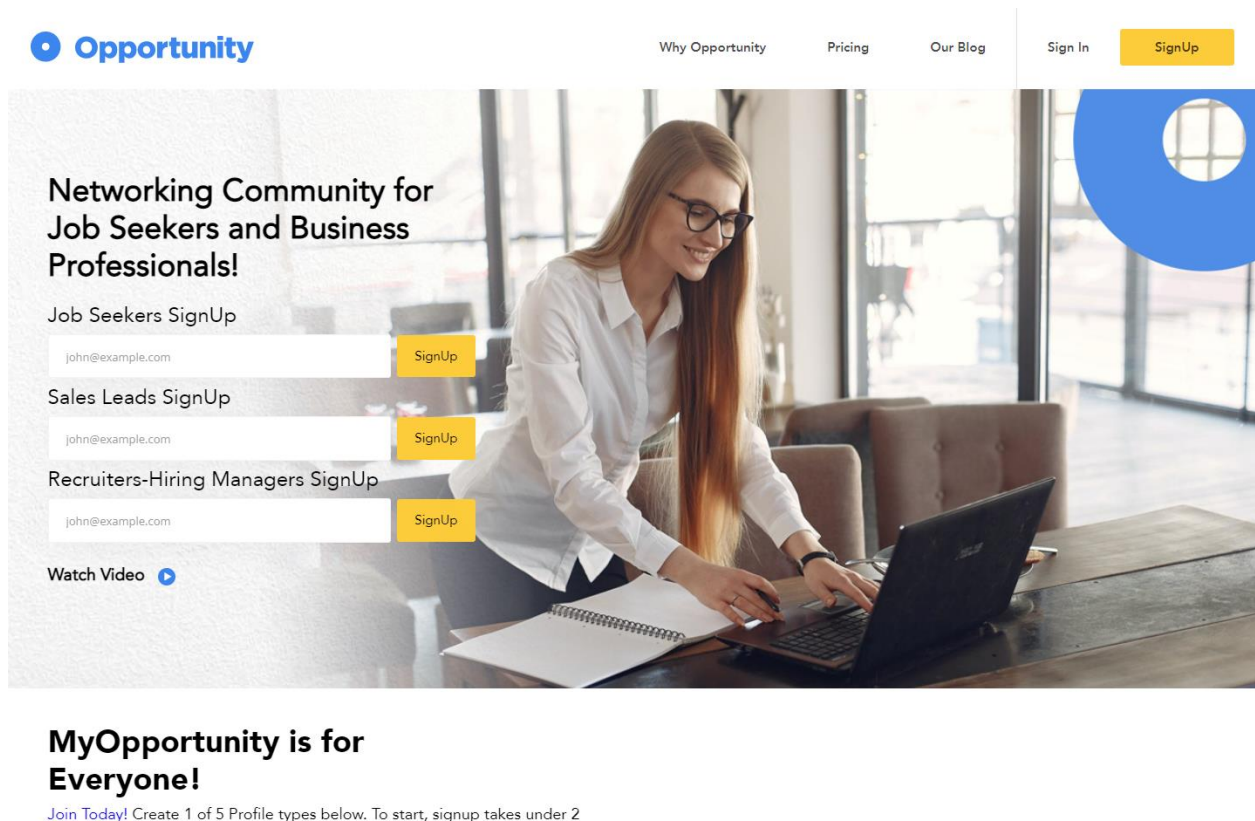 Opportunity
Why Opportunity
Pricing
Our Blog
Sign In
SignUp
Networking Community for
Job Seekers and Business
Professionals!
Job Seekers SignUp
john@example.com
SignUp
Sales Leads SignUp
john@example.com
SignUp
Recruiters-Hiring Managers SignUp
john@example.com
SignUp
Watch Video
MyOpportunity is for
Everyone!
Join Today! Create 1 of 5 Profile types below. To start, signup takes under 2